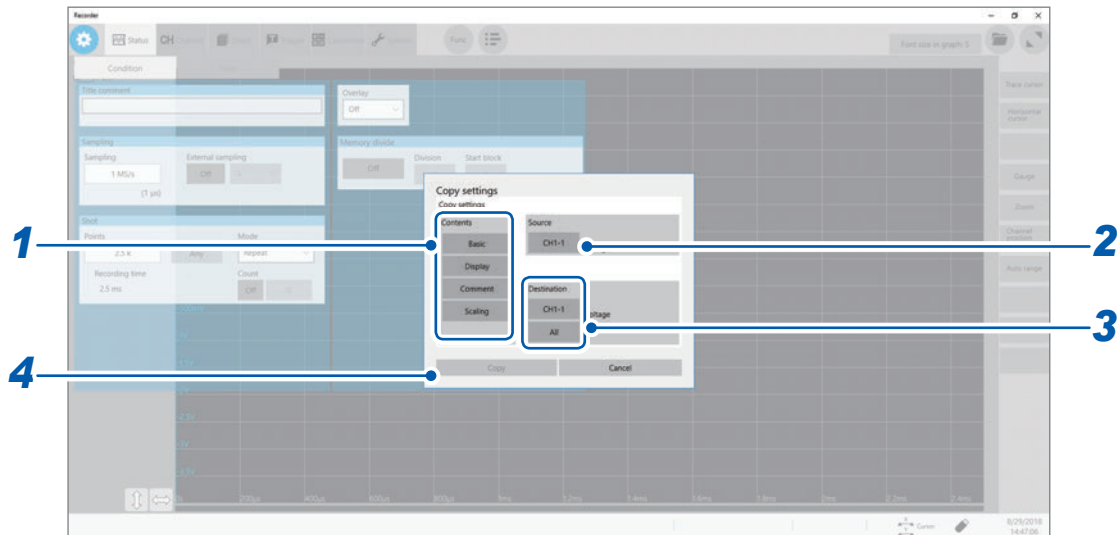 Recorder
Status CH
Func
Font size in graph: 1
Condition
Title comment
Overlay
Off
Trace cursor
Horizontal cursor
Gauge
Zoom
Channel position
Auto range
Sampling
Sampling External sampling
1 MS/s Off
(1 µs)
Memory divide
Off Division Start block
Shot
Points Mode
2.5 k Any Repeat
Recording time Count
2.5 ms Off
Copy settings
Copy settings
Contents
Basic
Display
Comment
Scaling
Source
CH1-1
Destination
CH1-1
oltage
All
Copy Cancel
1
2
3
4
200µs 400µs 600µs 800µs 1ms 1.2ms 1.4ms 1.6ms 1.8ms 2ms 2.2ms 2.4ms
Cursor
8/29/2018
14:47:06